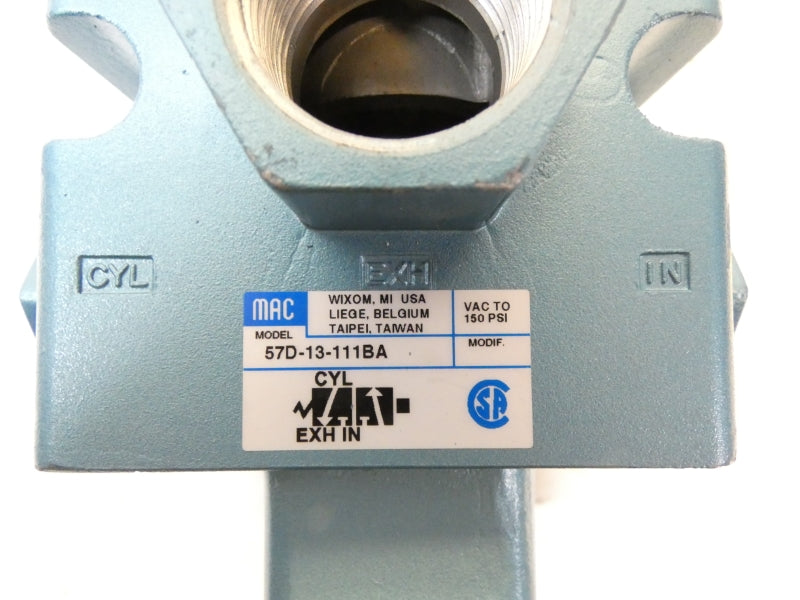 CYL EXH IN
MAC
WIXOM, MI USA
LIEGE, BELGIUM
TAIPEI, TAIWAN
VAC TO
150 PSI
MODEL
57D-13-111BA
MODIF.
CYL
EXH IN
CSA